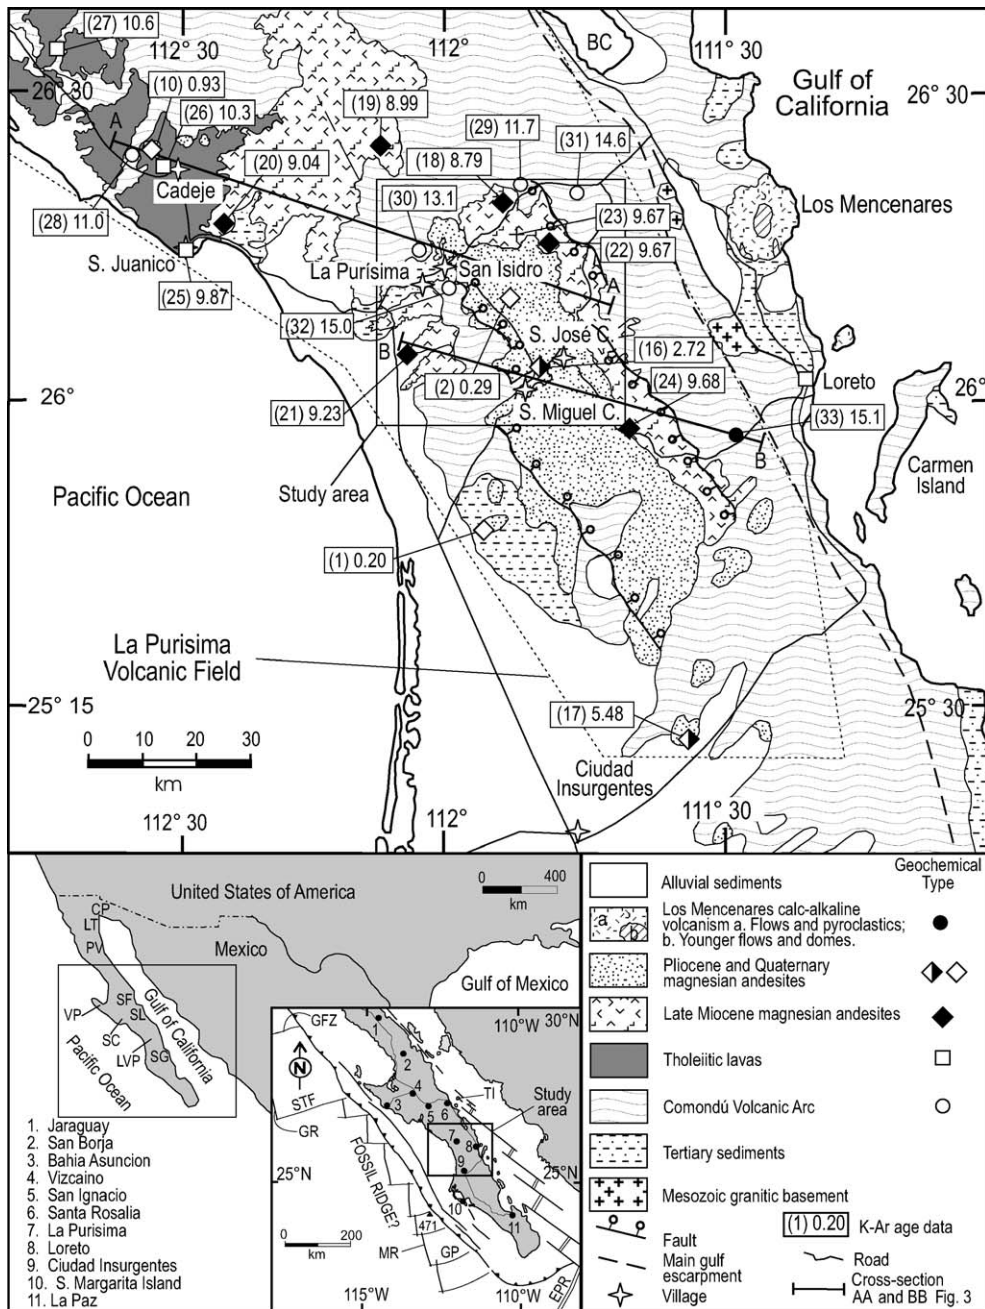 (27) 10.6
112° 30
112°
BC
111° 30
Gulf of
California
26° 30
26° 30
(10) 0.93
(19) 8.99
A
(26) 10.3
(29) 11.7
(31) 14.6
(20) 9.04
(18) 8.79
Cadeje
(30) 13.1
(23) 9.67
Los Mencenares
(28) 11.0
(22) 9.67
S. Juanico
La Purísima
San Isidro
A
(25) 9.87
(32) 15.0
S. José C.
(16) 2.72
B
(2) 0.29
(24) 9.68
Loreto
26°
26°
(21) 9.23
S. Miguel C.
(33) 15.1
B
Study area
Pacific Ocean
Carmen
Island
(1) 0.20
La Purisima
Volcanic Field
25° 15
(17) 5.48
25° 30
0 10 20 30
km
Ciudad
Insurgentes
112° 30
112°
111° 30
United States of America
0 400
km
CP
LT
PV
Mexico
Gulf of Mexico
Gulf of California
SF
SL
VP
SC
LVP
SG
Pacific Ocean
110°W
30°N
GFZ
1
N
2
TI
Study
area
STF
4
3
5
6
GR
7
8
FOSSIL RIDGE?
9
25°N
25°N
10
11
471
0 200
km
MR
GP
EPR
115°W
110°W
1. Jaraguay
2. San Borja
3. Bahia Asuncion
4. Vizcaino
5. San Ignacio
6. Santa Rosalia
7. La Purisima
8. Loreto
9. Ciudad Insurgentes
10. S. Margarita Island
11. La Paz
Geochemical
Type
Alluvial sediments
a
b
Los Mencenares calc-alkaline
volcanism a. Flows and pyroclastics;
b. Younger flows and domes.
Pliocene and Quaternary
magnesian andesites
Late Miocene magnesian andesites
Tholeiitic lavas
Comondú Volcanic Arc
Tertiary sediments
Mesozoic granitic basement
(1) 0.20
K-Ar age data
Fault
Road
Main gulf
escarpment
Village
Cross-section
AA and BB Fig. 3